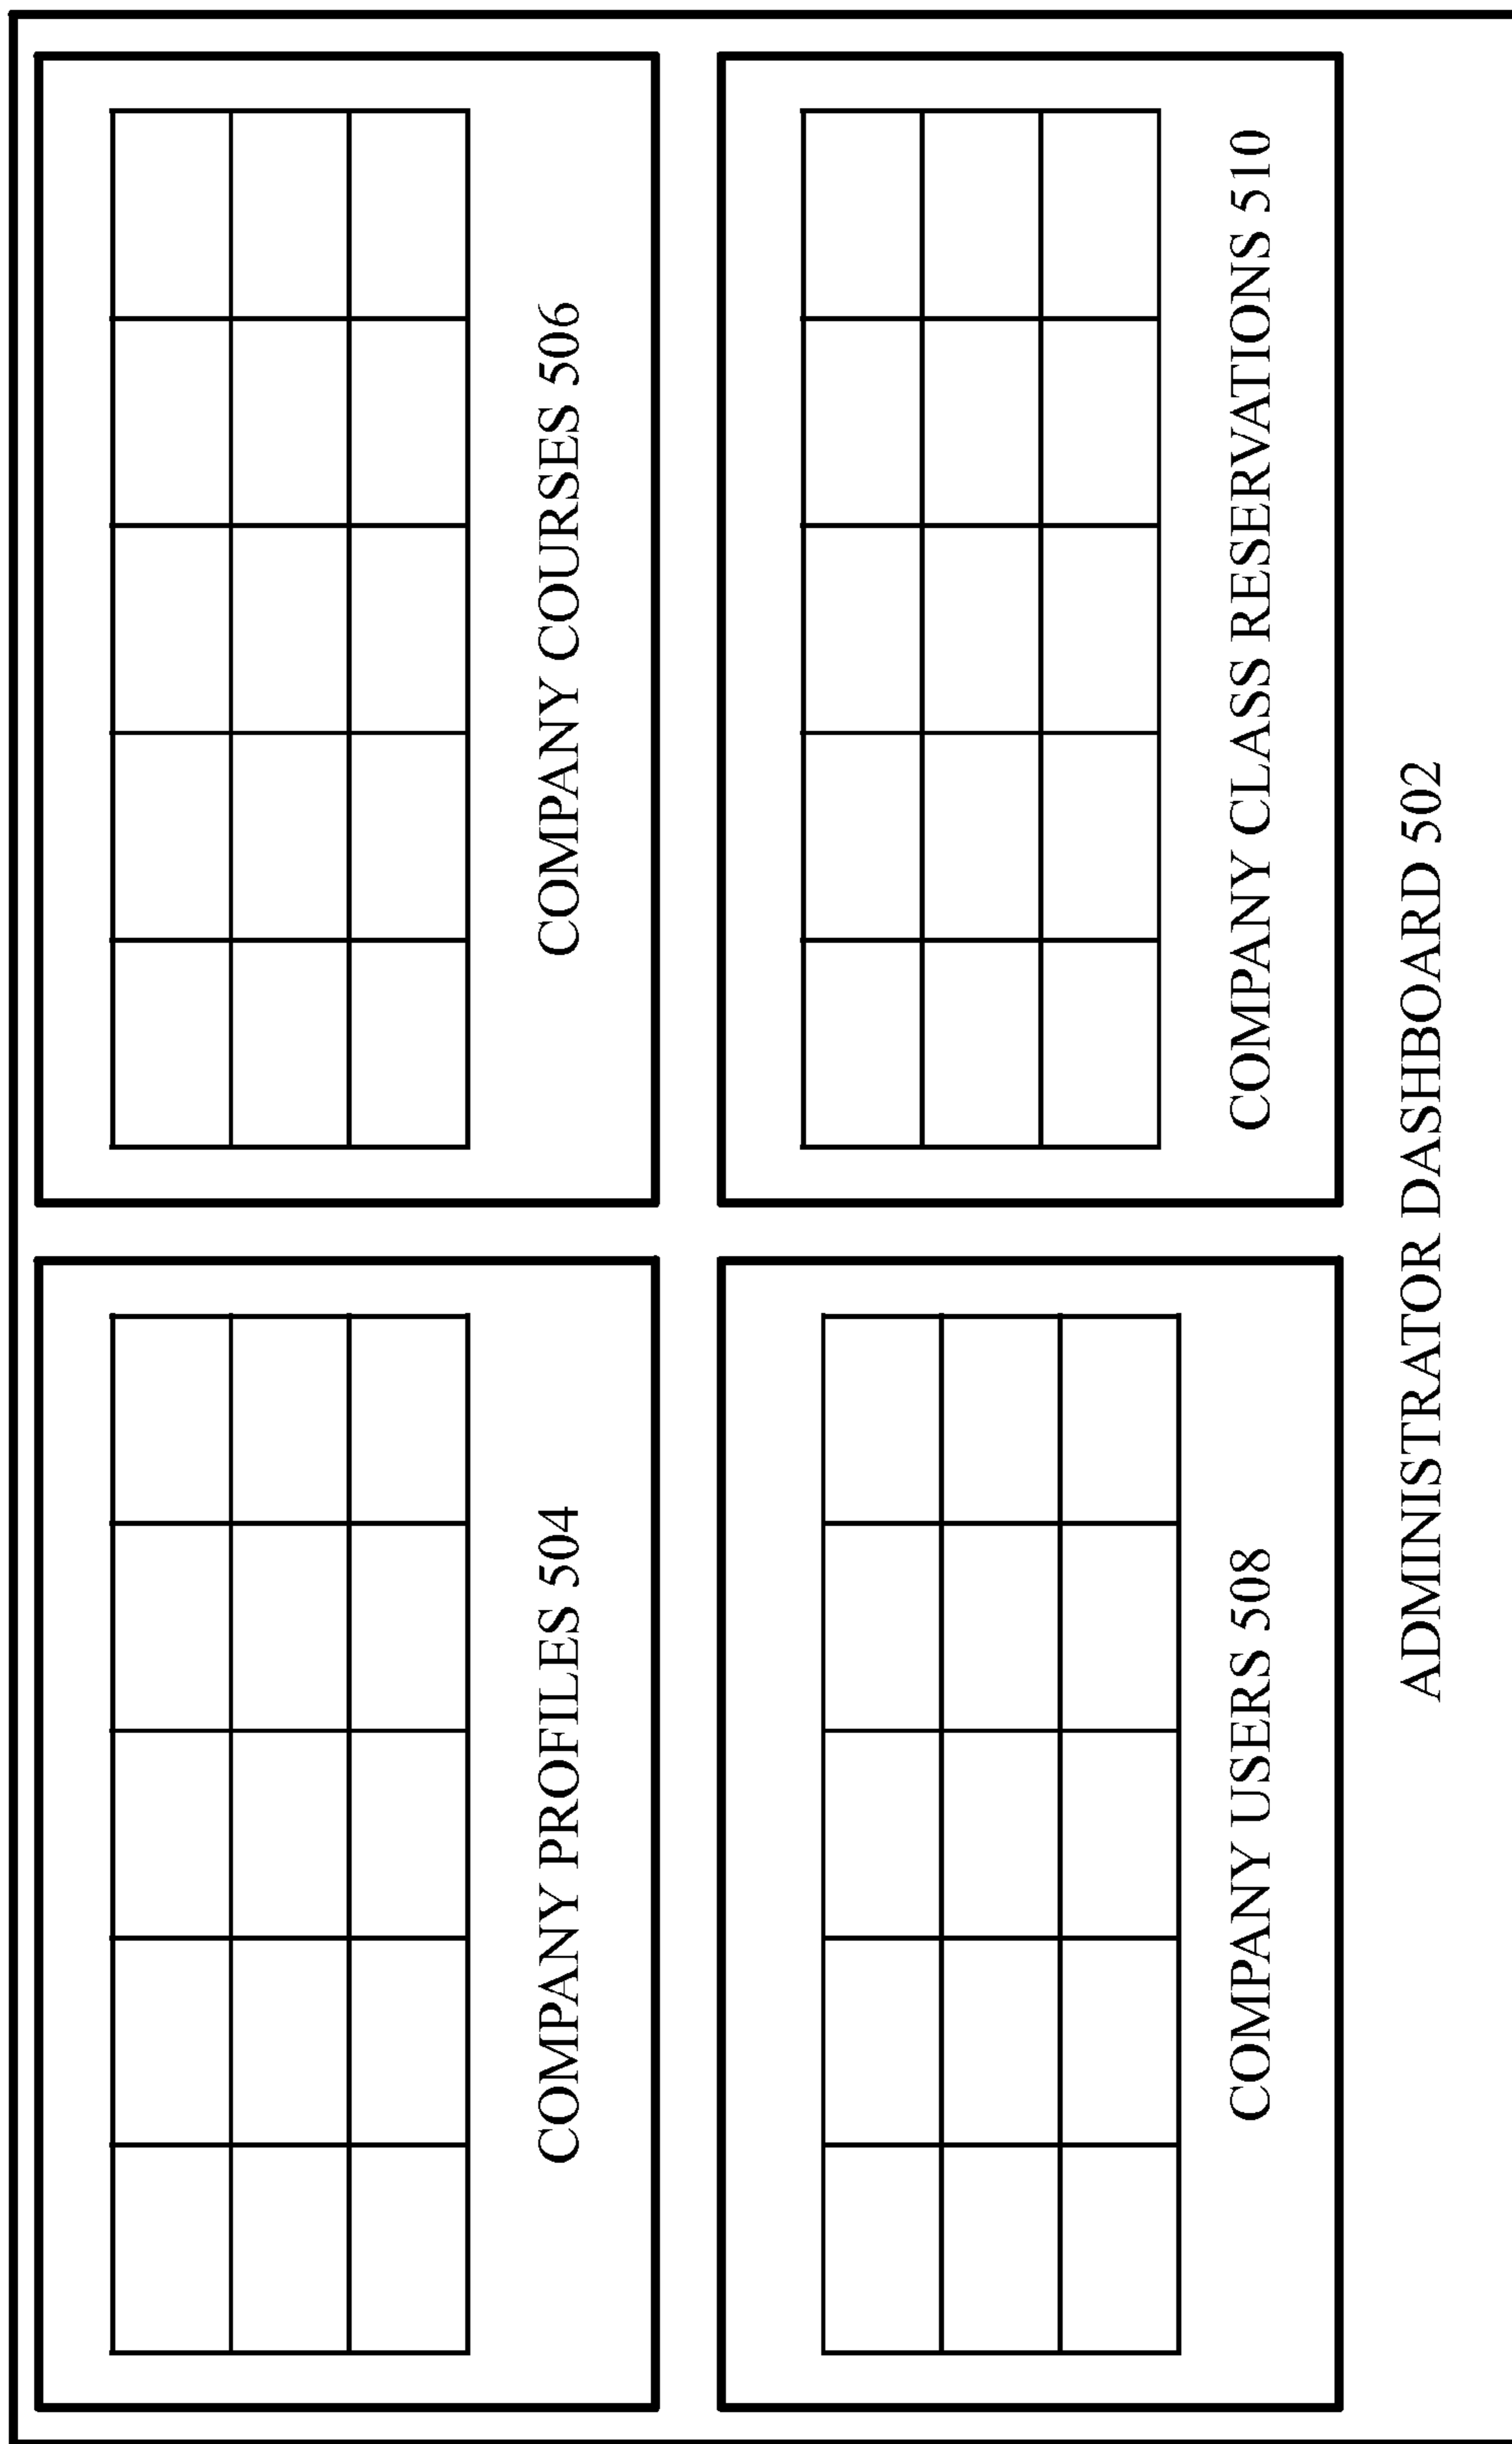 COMPANY PROFILES 504
COMPANY COURSES 506
COMPANY USERS 508
COMPANY CLASS RESERVATIONS 510
ADMINISTRATOR DASHBOARD 502